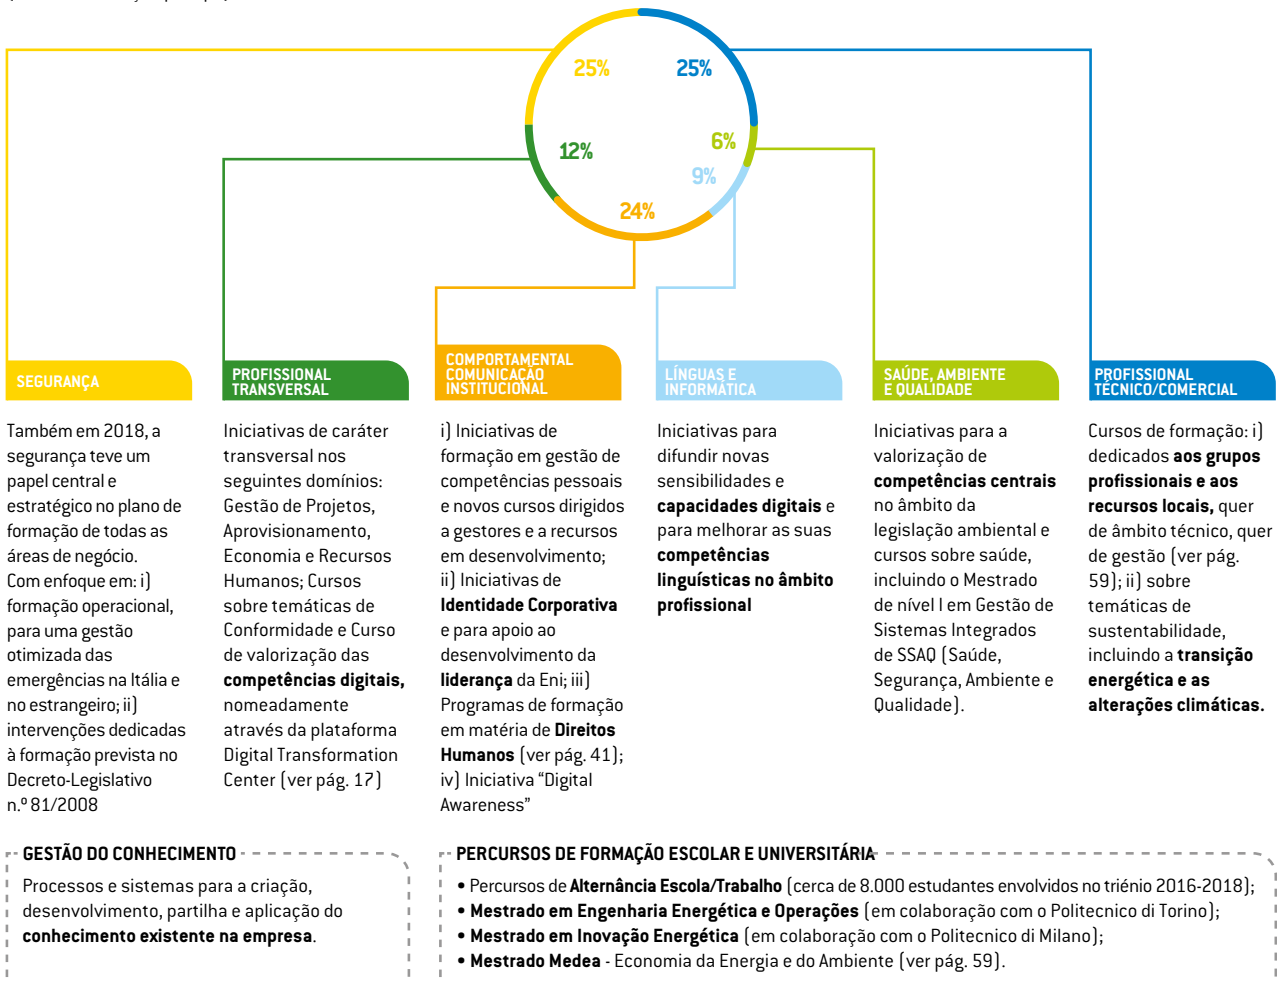 25%
25%
12%
6%
9%
24%
SEGURANÇA
Também em 2018, a
segurança teve um
papel central e
estratégico no plano de
formação de todas as
áreas de negócio.
Com enfoque em: i)
formação operacional,
para uma gestão
otimizada das
emergências na Itália e
no estrangeiro; ii)
intervenções dedicadas
à formação prevista no
Decreto-Legislativo
n.º 81/2008
PROFISSIONAL
TRANSVERSAL
Iniciativas de caráter
transversal nos
seguintes domínios:
Gestão de Projetos,
Aprovisionamento,
Economia e Recursos
Humanos; Cursos
sobre temáticas de
Conformidade e Curso
de valorização das
competências digitais,
nomeadamente
através da plataforma
Digital Transformation
Center (ver pág. 17)
COMPORTAMENTAL
COMUNICAÇÃO
INSTITUCIONAL
i) Iniciativas de
formação em gestão de
competências pessoais
e novos cursos dirigidos
a gestores e a recursos
em desenvolvimento;
ii) Iniciativas de
Identidade Corporativa
e para apoio ao
desenvolvimento da
liderança da Eni; iii)
Programas de formação
em matéria de Direitos
Humanos (ver pág. 41);
iv) Iniciativa “Digital
Awareness”
LÍNGUAS E
INFORMÁTICA
Iniciativas para
difundir novas
sensibilidades e
capacidades digitais e
para melhorar as suas
competências
linguísticas no âmbito
profissional
SAÚDE, AMBIENTE
E QUALIDADE
Iniciativas para a
valorização de
competências centrais
no âmbito da
legislação ambiental e
cursos sobre saúde,
incluindo o Mestrado
de nível I em Gestão de
Sistemas Integrados
de SSAQ (Saúde,
Segurança, Ambiente e
Qualidade).
PROFISSIONAL
TÉCNICO/COMERCIAL
Cursos de formação: i)
dedicados aos grupos
profissionais e aos
recursos locais, quer
de âmbito técnico, quer
de gestão (ver pág.
59); ii) sobre
temáticas de
sustentabilidade,
incluindo a transição
energética e as
alterações climáticas.
GESTÃO DO CONHECIMENTO
Processos e sistemas para a criação,
desenvolvimento, partilha e aplicação do
conhecimento existente na empresa.
PERCURSOS DE FORMAÇÃO ESCOLAR E UNIVERSITÁRIA
• Percursos de Alternância Escola/Trabalho (cerca de 8.000 estudantes envolvidos no triénio 2016-2018);
• Mestrado em Engenharia Energética e Operações (em colaboração com o Politecnico di Torino);
• Mestrado em Inovação Energética (em colaboração com o Politecnico di Milano);
• Mestrado Medea - Economia da Energia e do Ambiente (ver pág. 59).